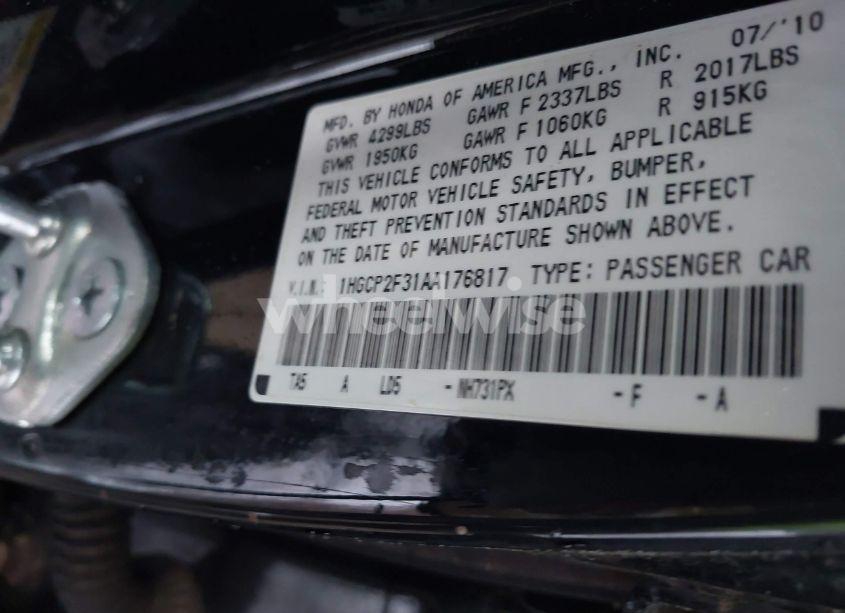 MFD. BY HONDA OF AMERICA MFG., INC. 07/'10
GVWR 4299LBS GAWR F 2337LBS R 2017LBS
GVWR 1950KG GAWR F 1060KG R 915KG
THIS VEHICLE CONFORMS TO ALL APPLICABLE
FEDERAL MOTOR VEHICLE SAFETY, BUMPER,
AND THEFT PREVENTION STANDARDS IN EFFECT
ON THE DATE OF MANUFACTURE SHOWN ABOVE.
V.I.N.: 1HGCP2F31AA176817 TYPE: PASSENGER CAR
wheelwise
TA5 A LD5 - NH731PX - F - A